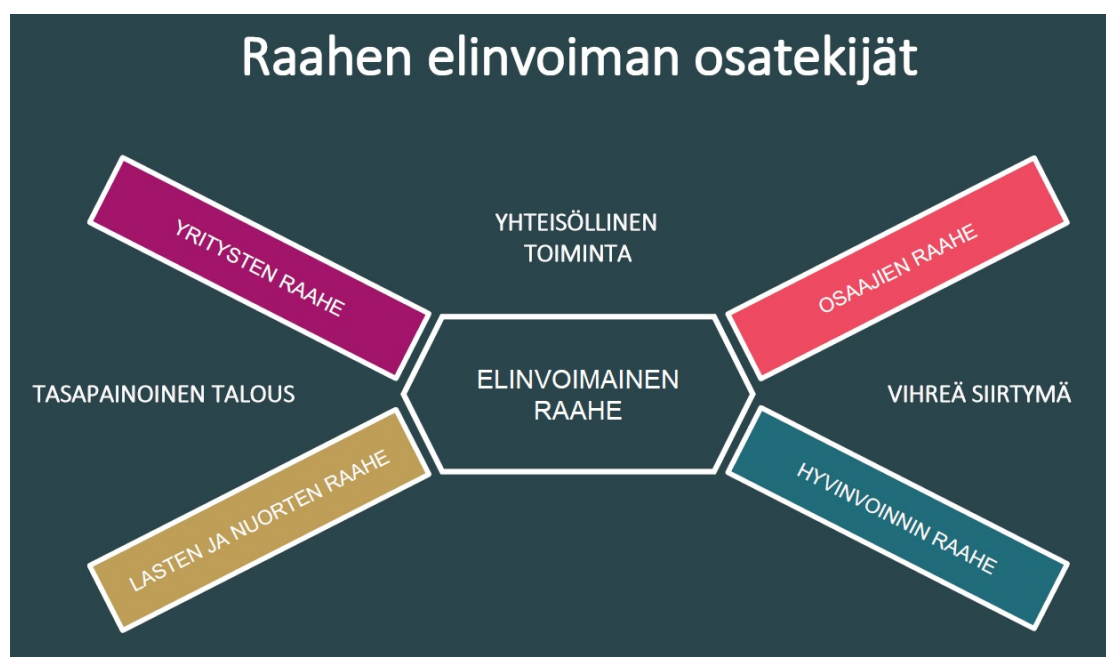 Raahen elinvoiman osatekijät
YRITYSTEN RAAHE
YHTEISÖLLINEN
TOIMINTA
OSAAJIEN RAAHE
TASAPAINOINEN TALOUS
ELINVOIMAINEN
RAAHE
VIHREÄ SIIRTYMÄ
LASTEN JA NUORTEN RAAHE
HYVINVOINNIN RAAHE